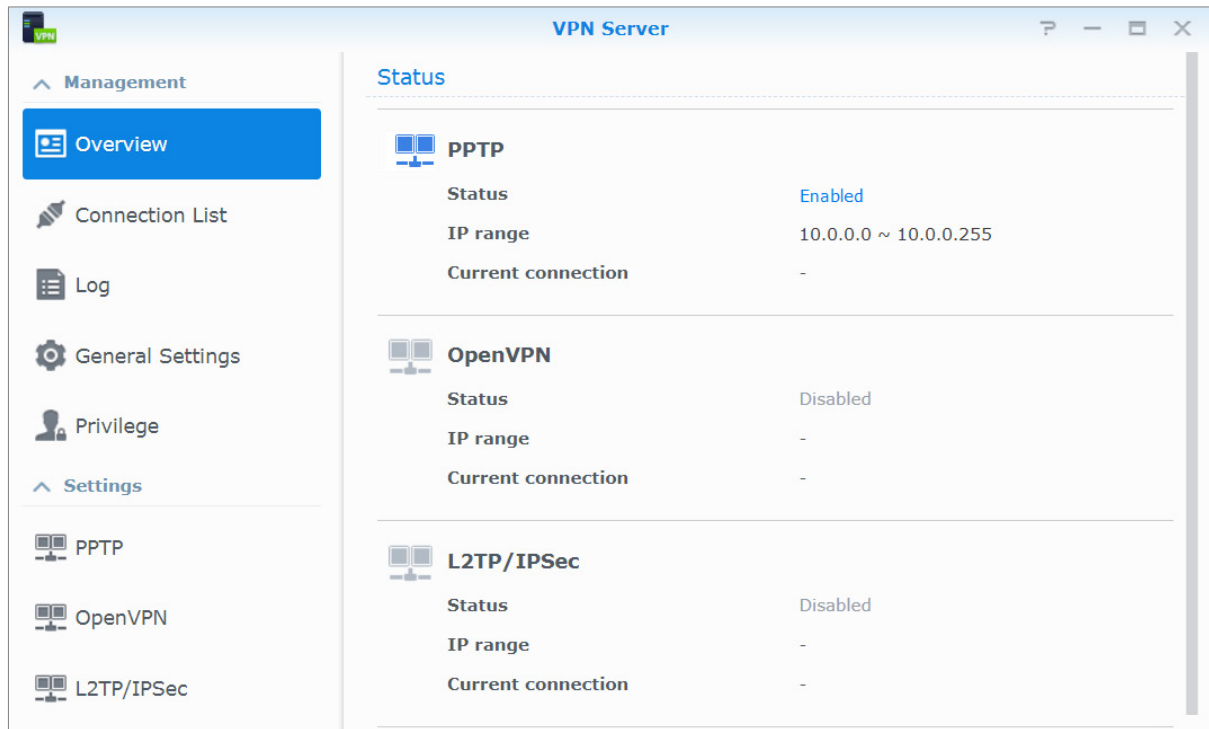 VPN
VPN Server
Management
Overview
Connection List
Log
General Settings
Privilege
Settings
PPTP
OpenVPN
L2TP/IPSec
Status
PPTP
Status Enabled
IP range 10.0.0.0 ~ 10.0.0.255
Current connection -
OpenVPN
Status Disabled
IP range -
Current connection -
L2TP/IPSec
Status Disabled
IP range -
Current connection -